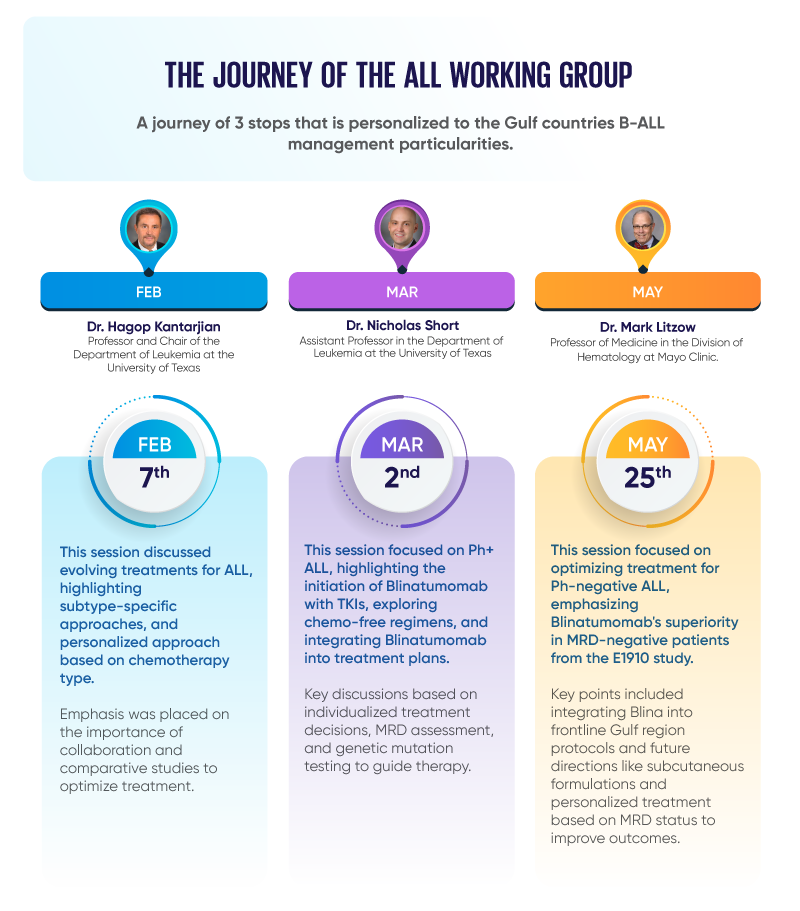 THE JOURNEY OF THE ALL WORKING GROUP
A journey of 3 stops that is personalized to the Gulf countries B-ALL
management particularities.
FEB
Dr. Hagop Kantarjian
Professor and Chair of the
Department of Leukemia at the
University of Texas
FEB
7th
This session discussed
evolving treatments for ALL,
highlighting
subtype-specific
approaches, and
personalized approach
based on chemotherapy
type.
Emphasis was placed on
the importance of
collaboration and
comparative studies to
optimize treatment.
MAR
Dr. Nicholas Short
Assistant Professor in the Department of
Leukemia at the University of Texas
MAR
2nd
This session focused on Ph+
ALL, highlighting the
initiation of Blinatumomab
with TKIs, exploring
chemo-free regimens, and
integrating Blinatumomab
into treatment plans.
Key discussions based on
individualized treatment
decisions, MRD assessment,
and genetic mutation
testing to guide therapy.
MAY
Dr. Mark Litzow
Professor of Medicine in the Division of
Hematology at Mayo Clinic.
MAY
25th
This session focused on
optimizing treatment for
Ph-negative ALL,
emphasizing
Blinatumomab's superiority
in MRD-negative patients
from the E1910 study.
Key points included
integrating Blina into
frontline Gulf region
protocols and future
directions like subcutaneous
formulations and
personalized treatment
based on MRD status to
improve outcomes.